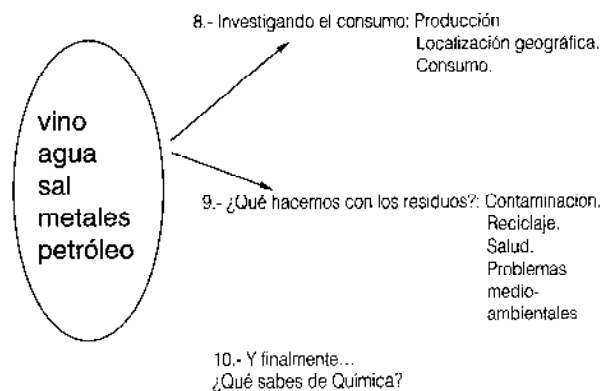 8.- Investigando el consumo: Producción
Localización geográfica.
Consumo.
vino
agua
sal
metales
petróleo
9.- ¿Qué hacemos con los residuos?: Contaminación.
Reciclaje.
Salud.
Problemas
medio-
ambientales
10.- Y finalmente...
¿Qué sabes de Química?